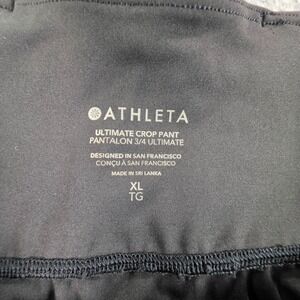 ATHLETA
ULTIMATE CROP PANT
PANTALON 3/4 ULTIMATE
DESIGNED IN SAN FRANCISCO
CONÇU À SAN FRANCISCO
MADE IN SRI LANKA
XL
TG